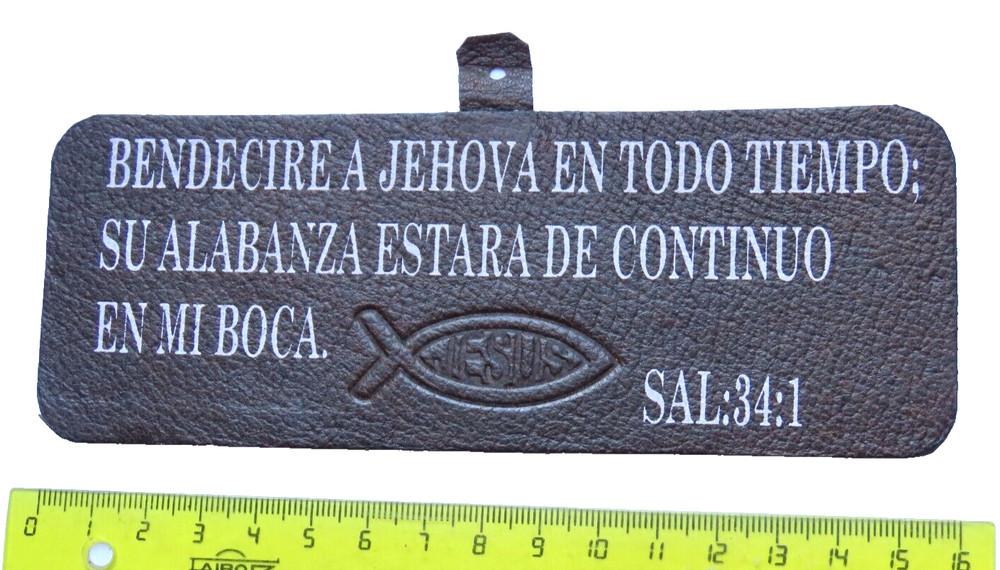 BENDECIRE A JEHOVA EN TODO TIEMPO;
SU ALABANZA ESTARA DE CONTINUO
EN MI BOCA.
JESUS
SAL:34:1
0 1 2 3 4 5 6 7 8 9 10 11 12 13 14 15 16